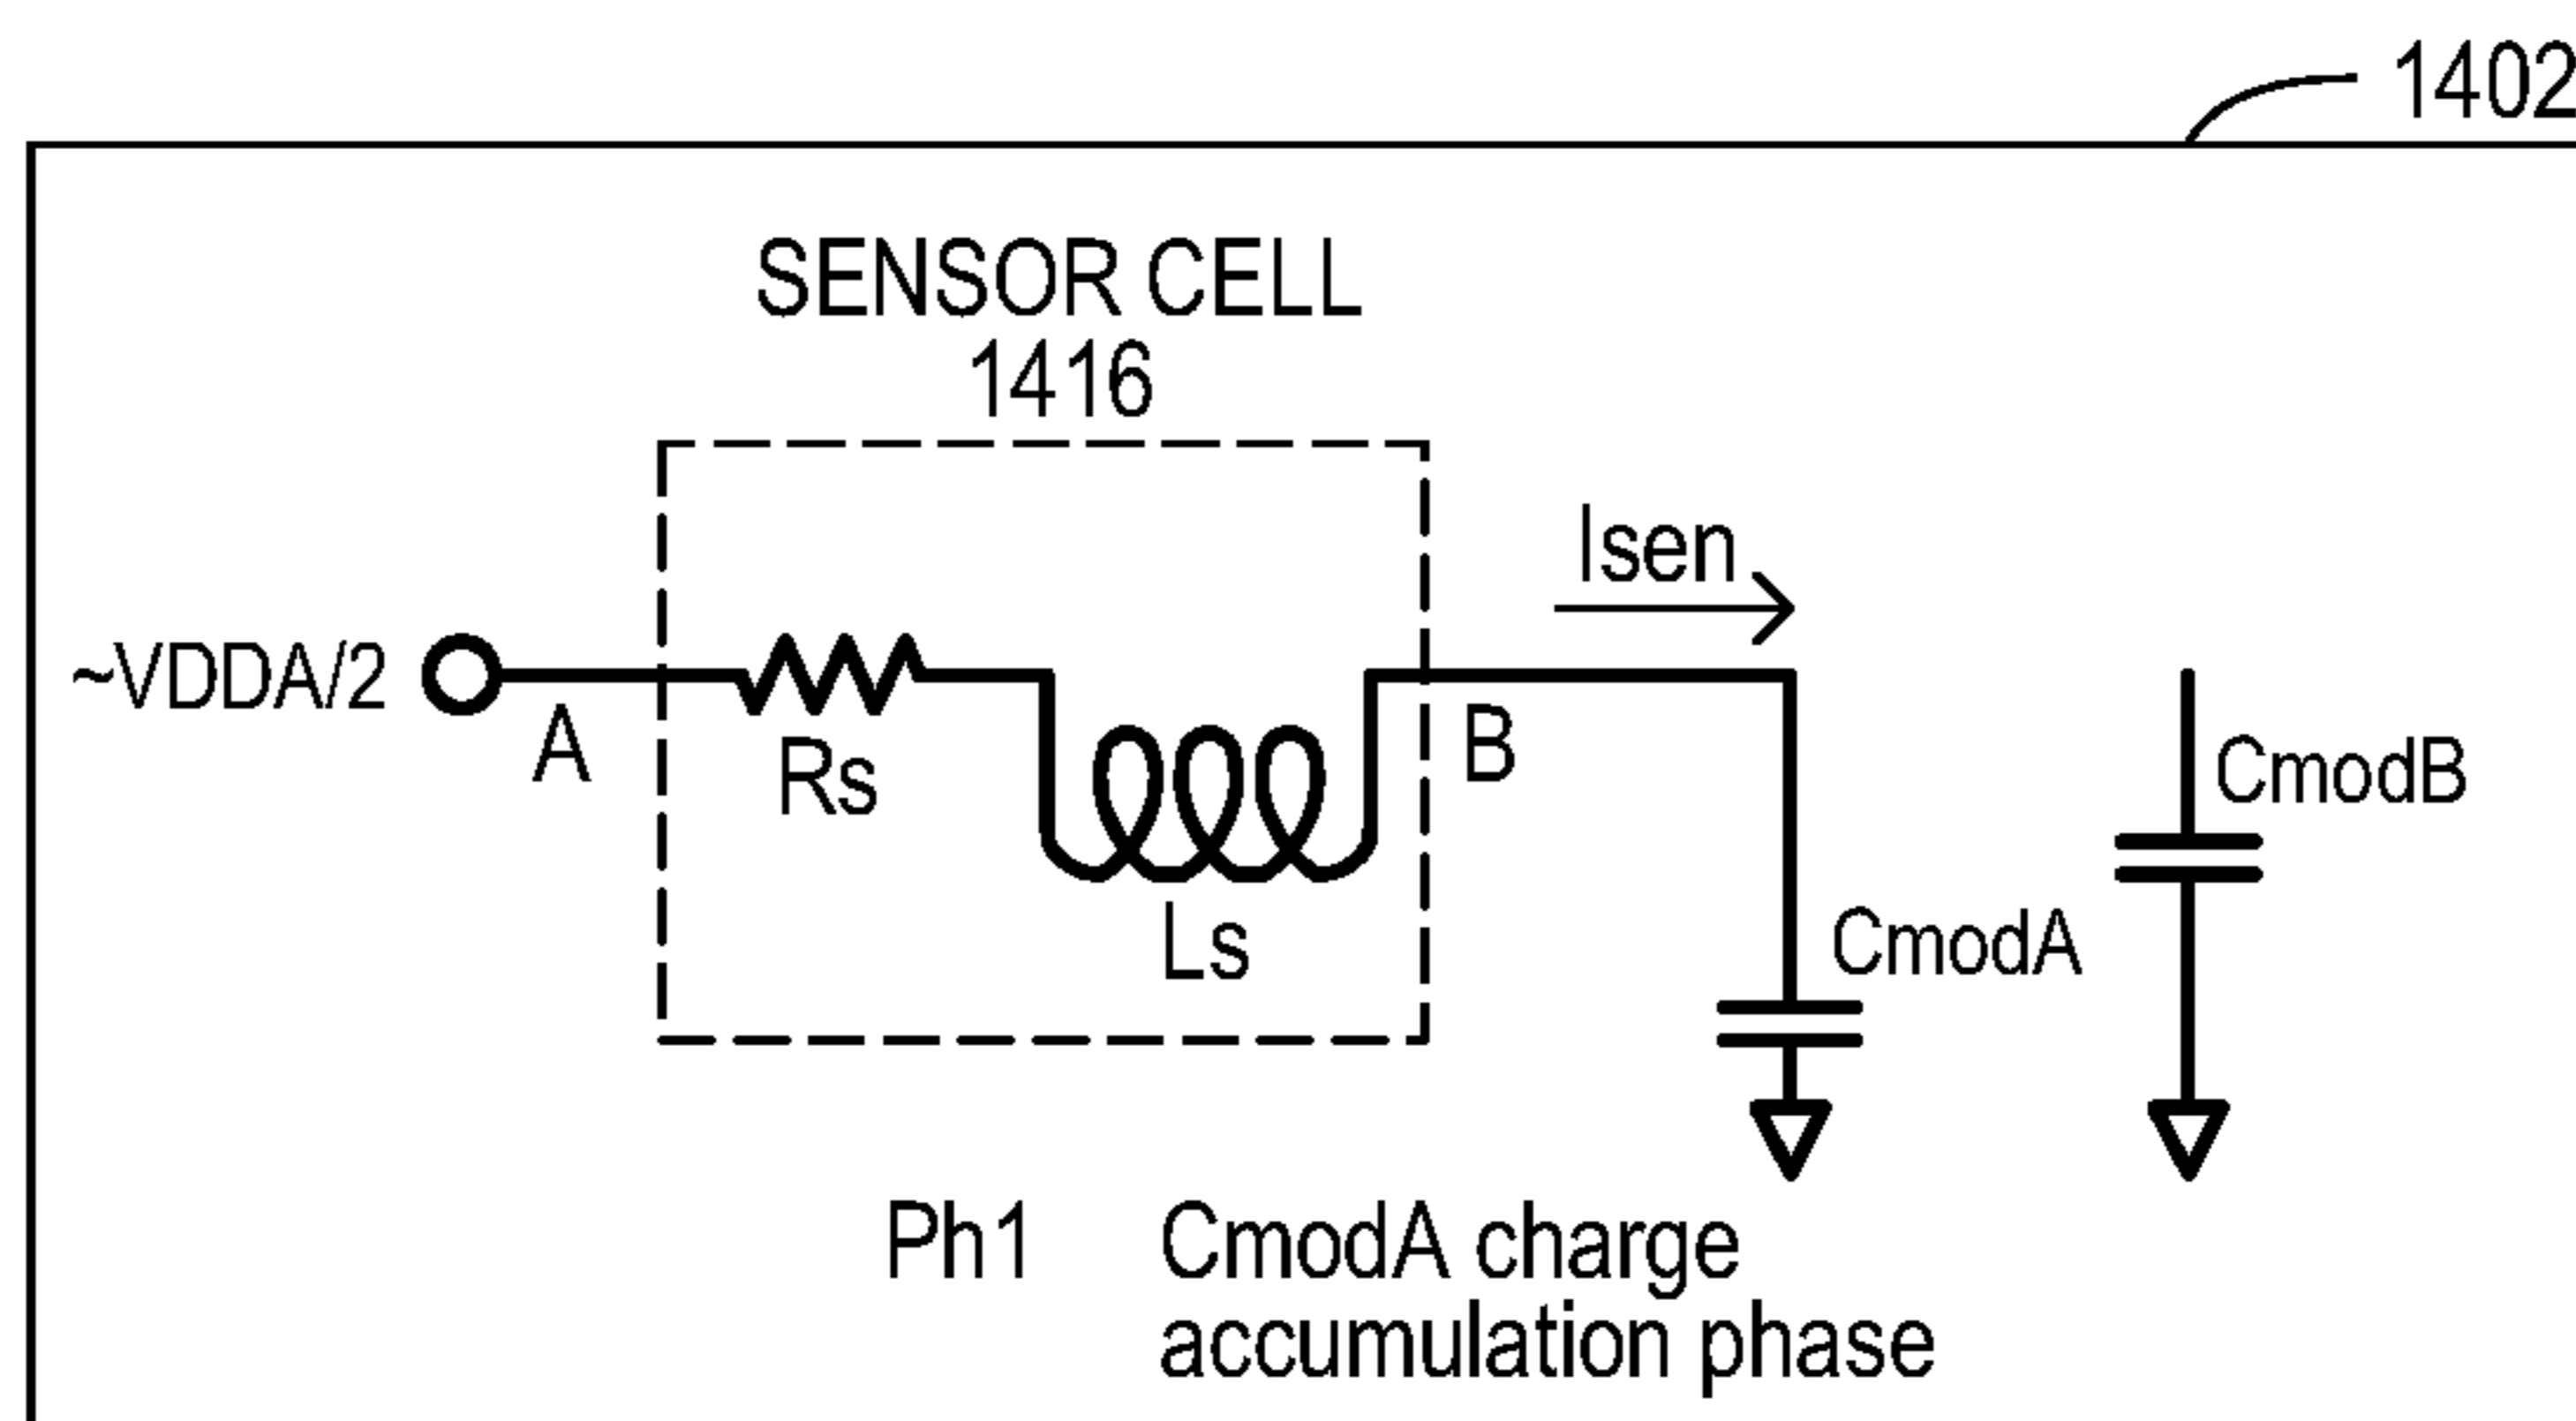 1402
SENSOR CELL
1416
Isen
~VDDA/2
A
Rs
B
CmodB
Ls
CmodA
Ph1 CmodA charge
accumulation phase